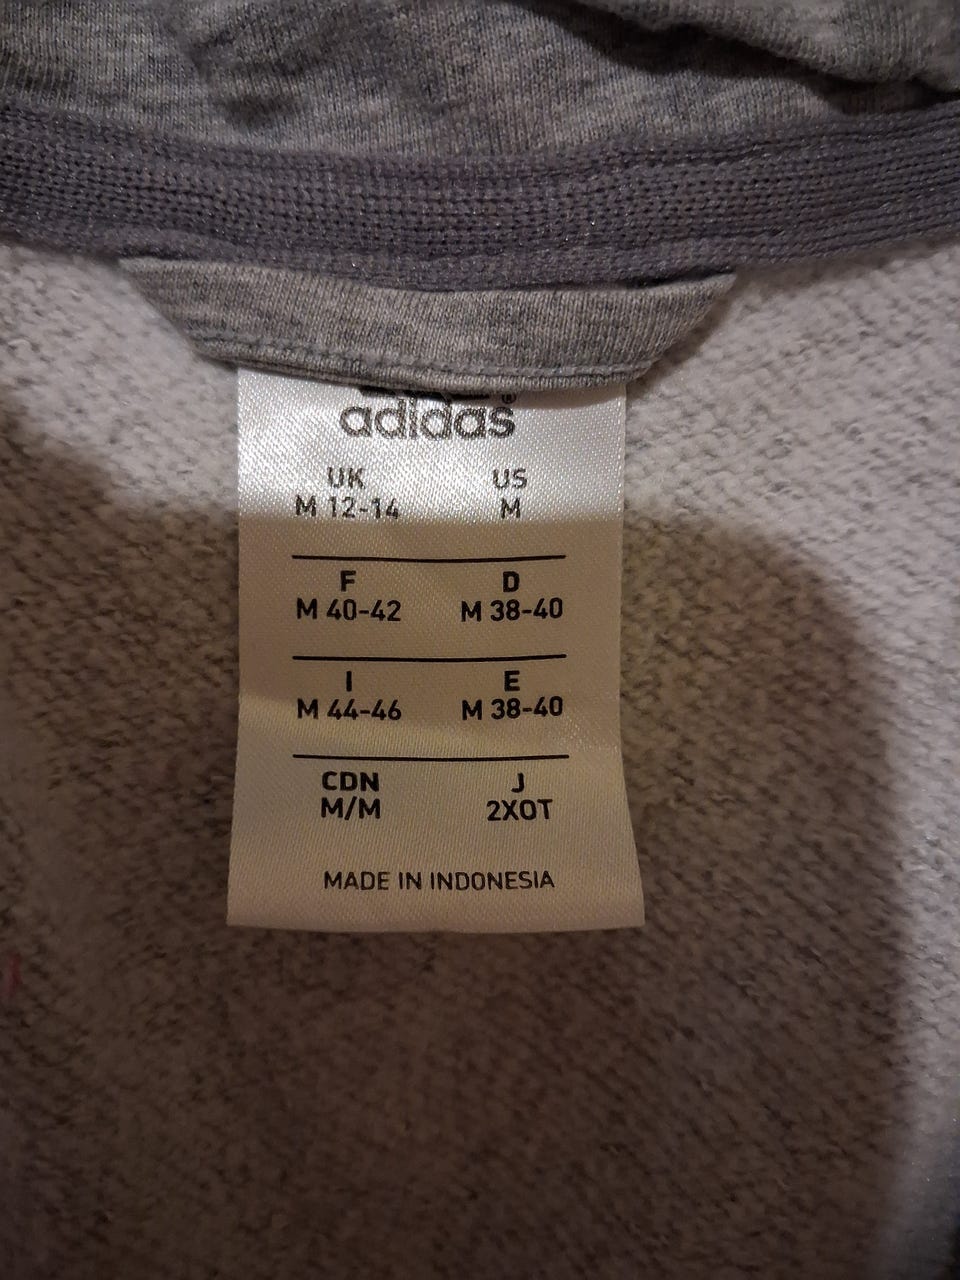 adidas®
UK US
M 12-14 M
F D
M 40-42 M 38-40
I E
M 44-46 M 38-40
CDN J
M/M 2XOT
MADE IN INDONESIA